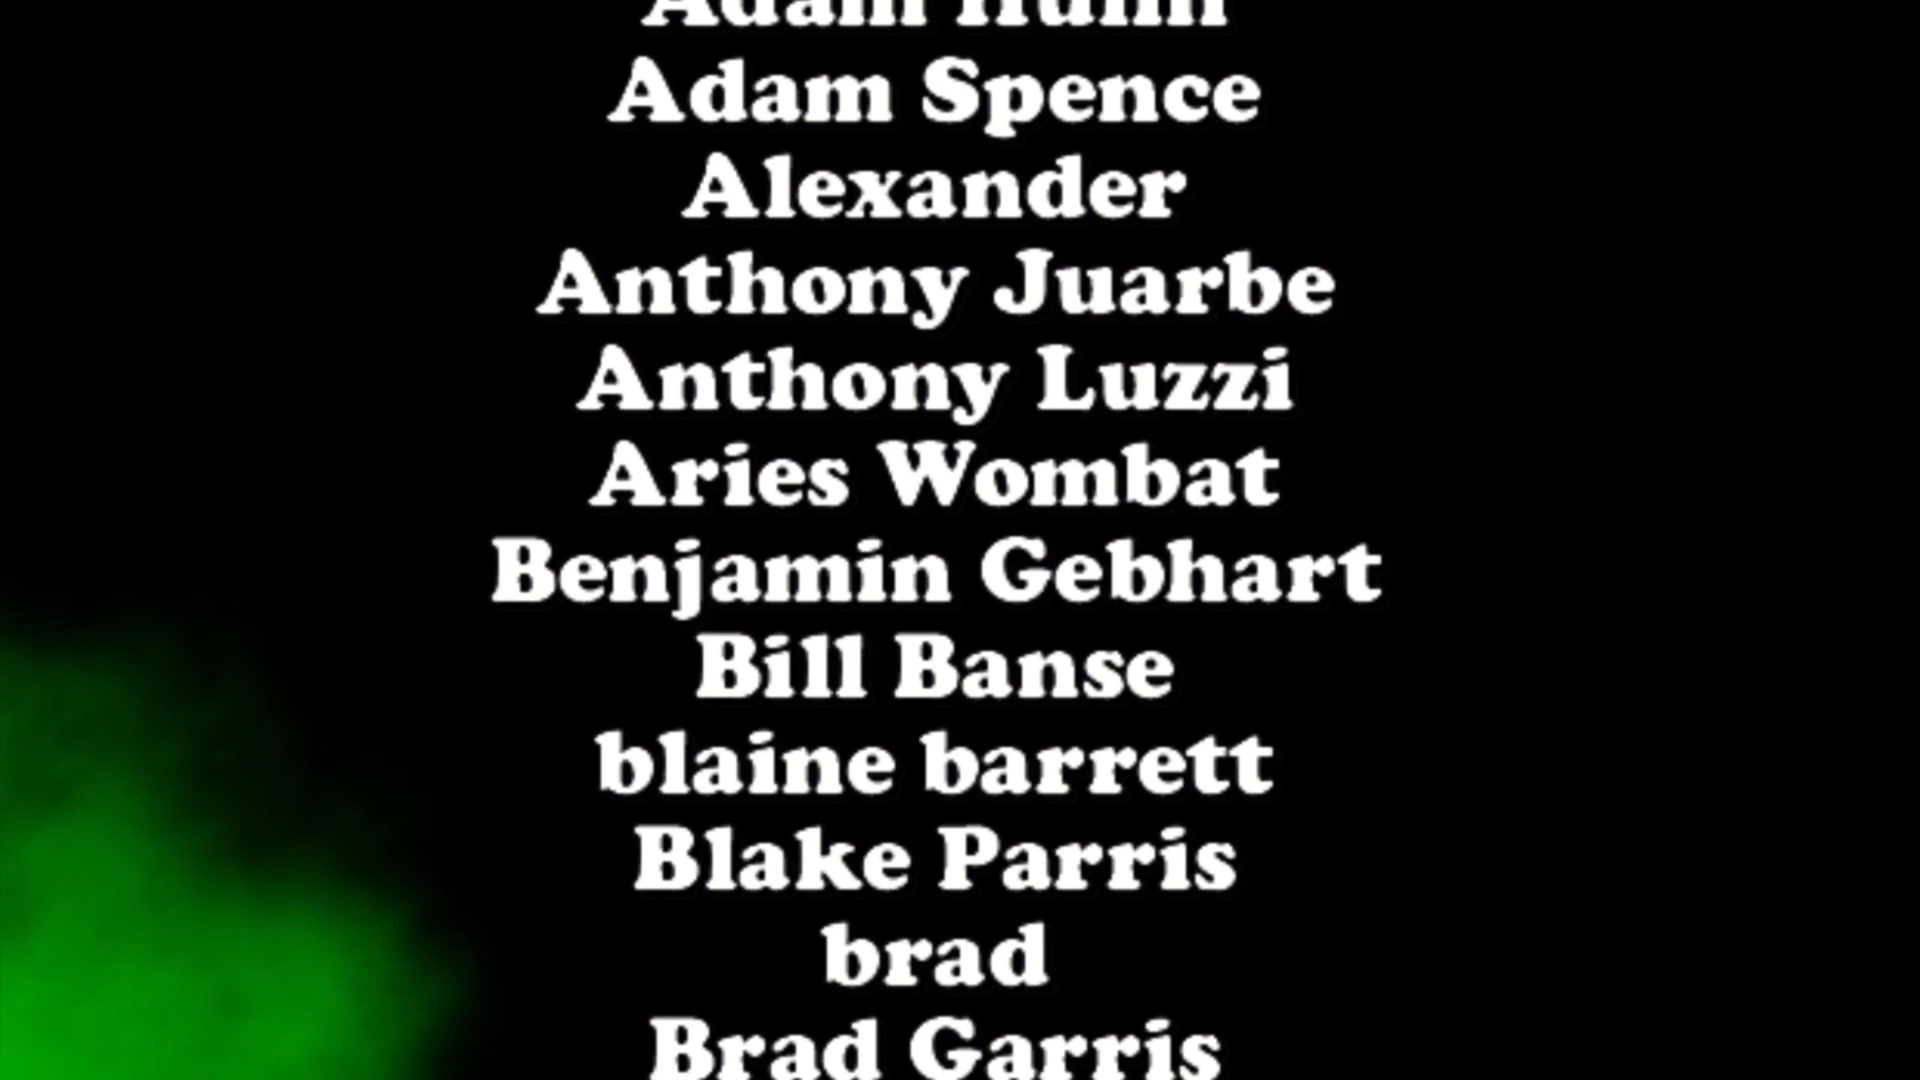 Adam
Adam Spence
Alexander
Anthony Juarbe
Anthony Luzzi
Aries Wombat
Benjamin Gebhart
Bill Banse
blaine barrett
Blake Parris
brad
Brad Garris